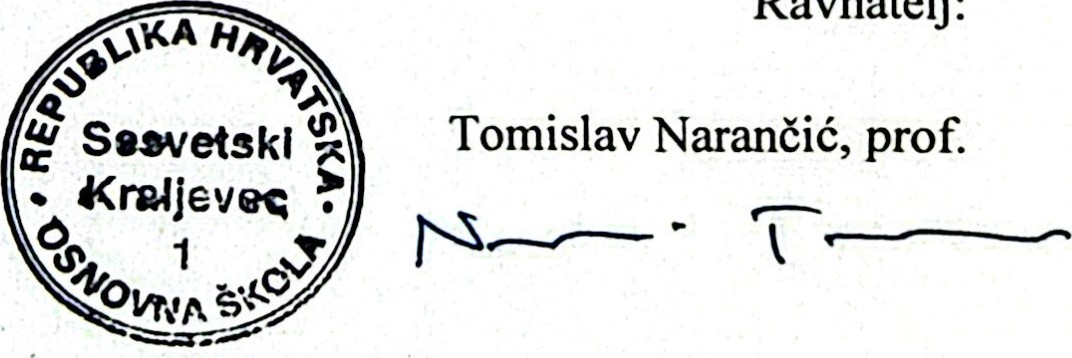 Ravnatelj:
REPUBLIKA HRVATSKA
Sesvetski
Kraljevec
1
OSNOVNA ŠKOLA
Tomislav Narančić, prof.